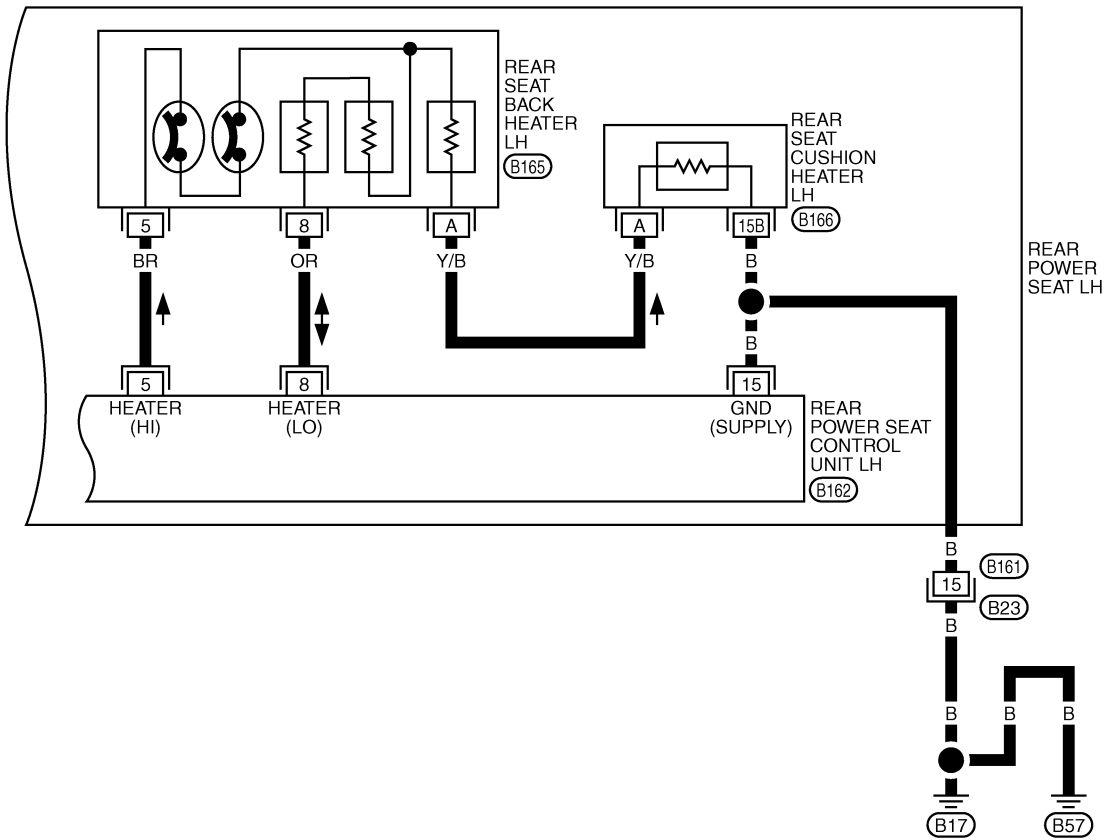 REAR
SEAT
BACK
HEATER
LH
B165
REAR
SEAT
CUSHION
HEATER
LH
B166
5
8
A
A
15B
BR
OR
Y/B
Y/B
B
REAR
POWER
SEAT LH
B
5
8
15
HEATER
(HI)
HEATER
(LO)
GND
(SUPPLY)
REAR
POWER SEAT
CONTROL
UNIT LH
B162
B
B161
15
B23
B
B
B
B
B17
B57